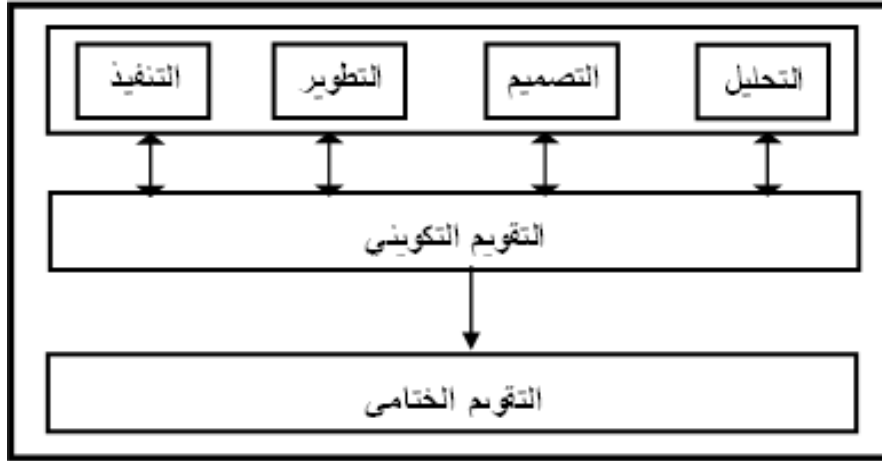 التحليل التصميم التطوير التنفيذ
التقويم التكويني
التقويم الختامي